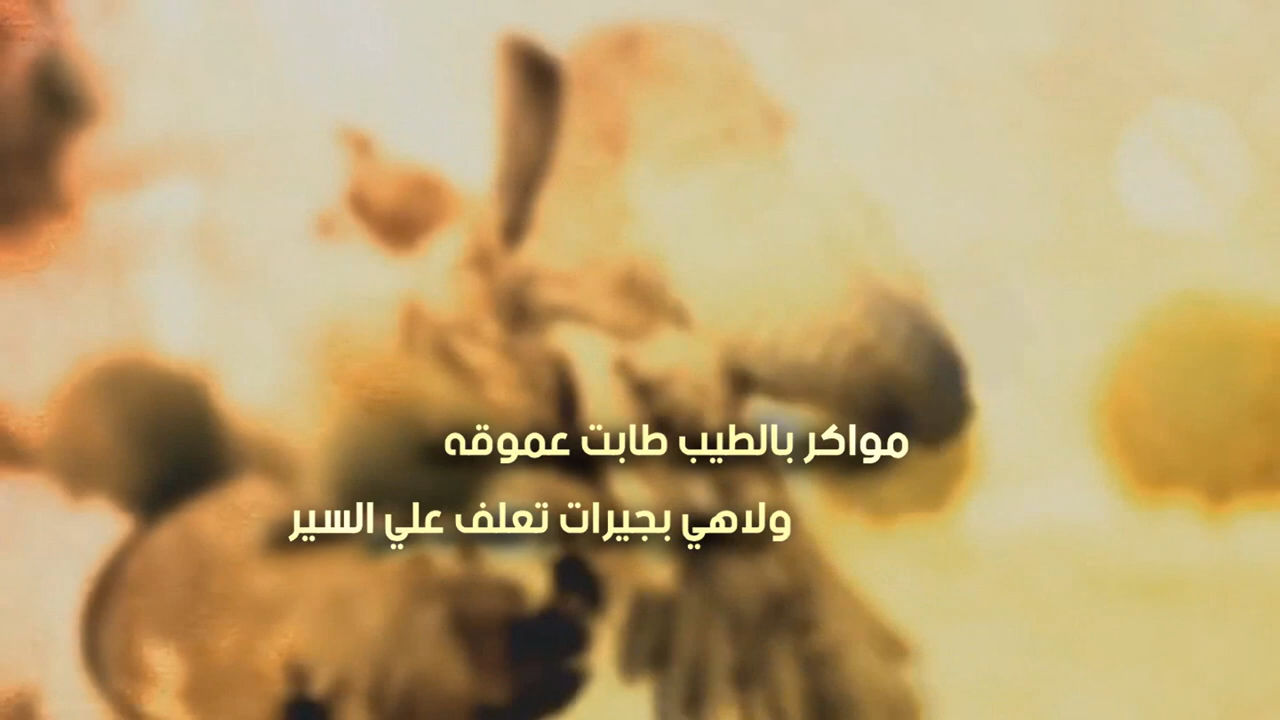 مواكر بالطيب طابت عموقه
ولاهي بجيرات تعلف علي السير